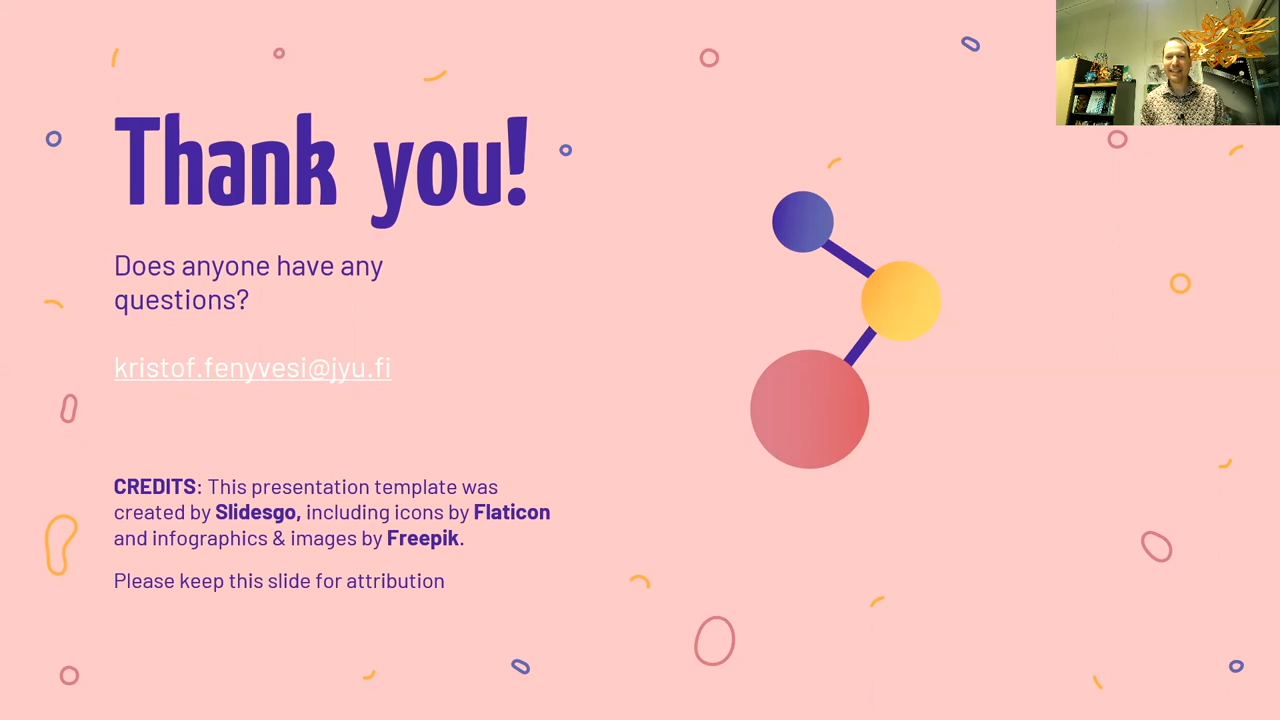 Thank you!
Does anyone have any
questions?
kristof.fenyvesi@jyu.fi
CREDITS: This presentation template was
created by Slidesgo, including icons by Flaticon
and infographics & images by Freepik.
Please keep this slide for attribution